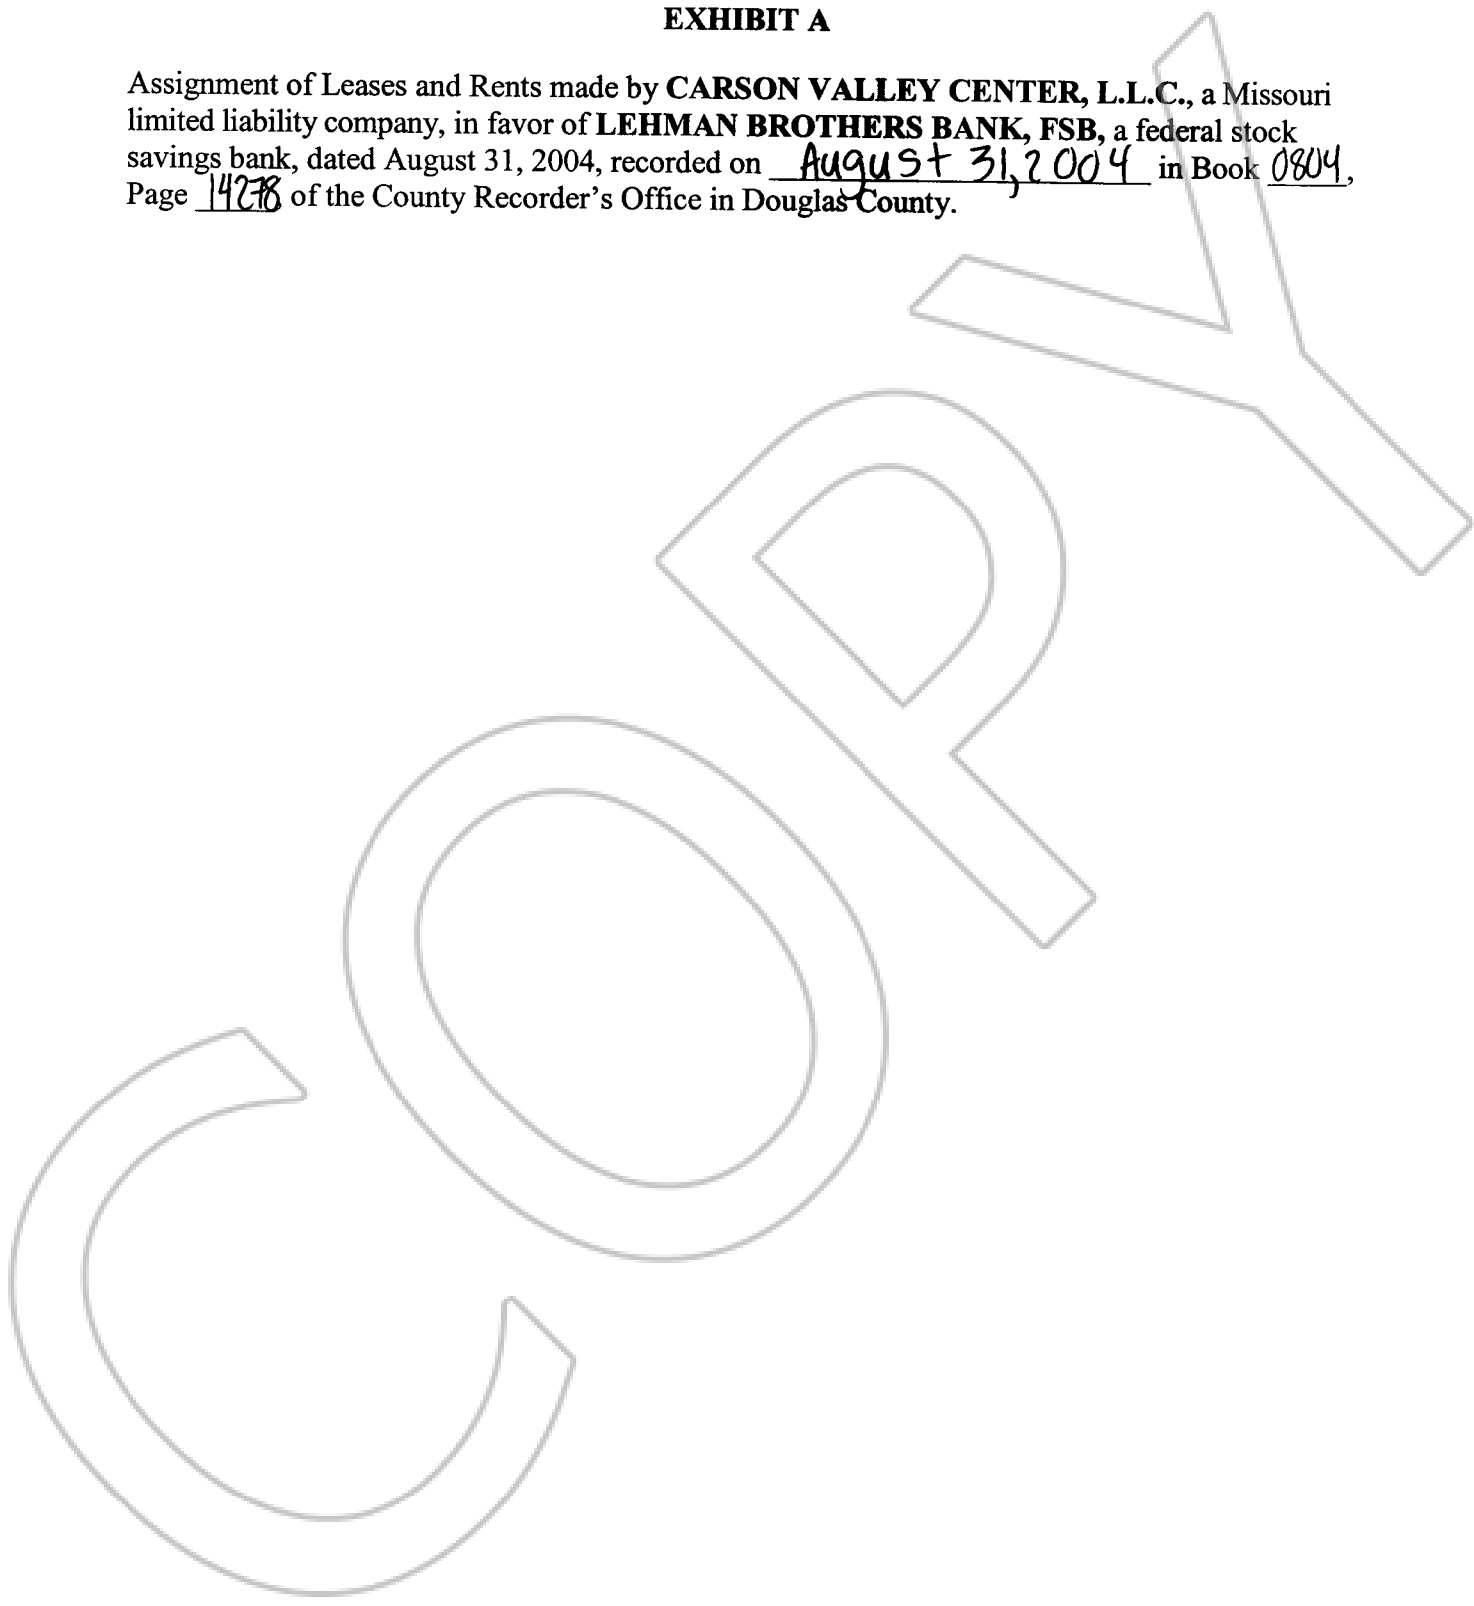 EXHIBIT A
Assignment of Leases and Rents made by CARSON VALLEY CENTER, L.L.C., a Missouri
limited liability company, in favor of LEHMAN BROTHERS BANK, FSB, a federal stock
savings bank, dated August 31, 2004, recorded on August 31, 2004 in Book 0804,
Page 14278 of the County Recorder's Office in Douglas County.
COPY